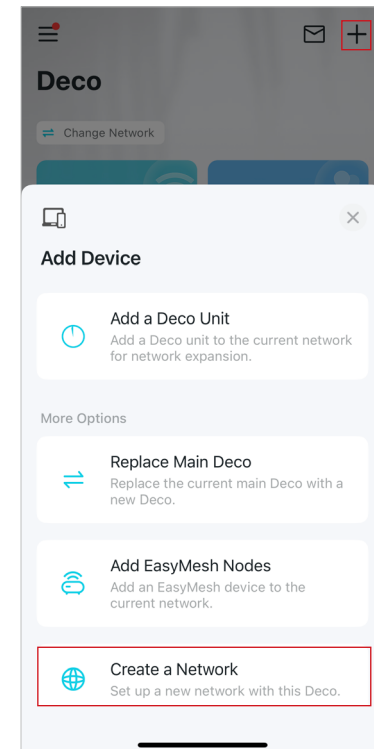 Deco
Change Network
Add Device
Add a Deco Unit
Add a Deco unit to the current network
for network expansion.
More Options
Replace Main Deco
Replace the current main Deco with a
new Deco.
Add EasyMesh Nodes
Add an EasyMesh device to the
current network.
Create a Network
Set up a new network with this Deco.